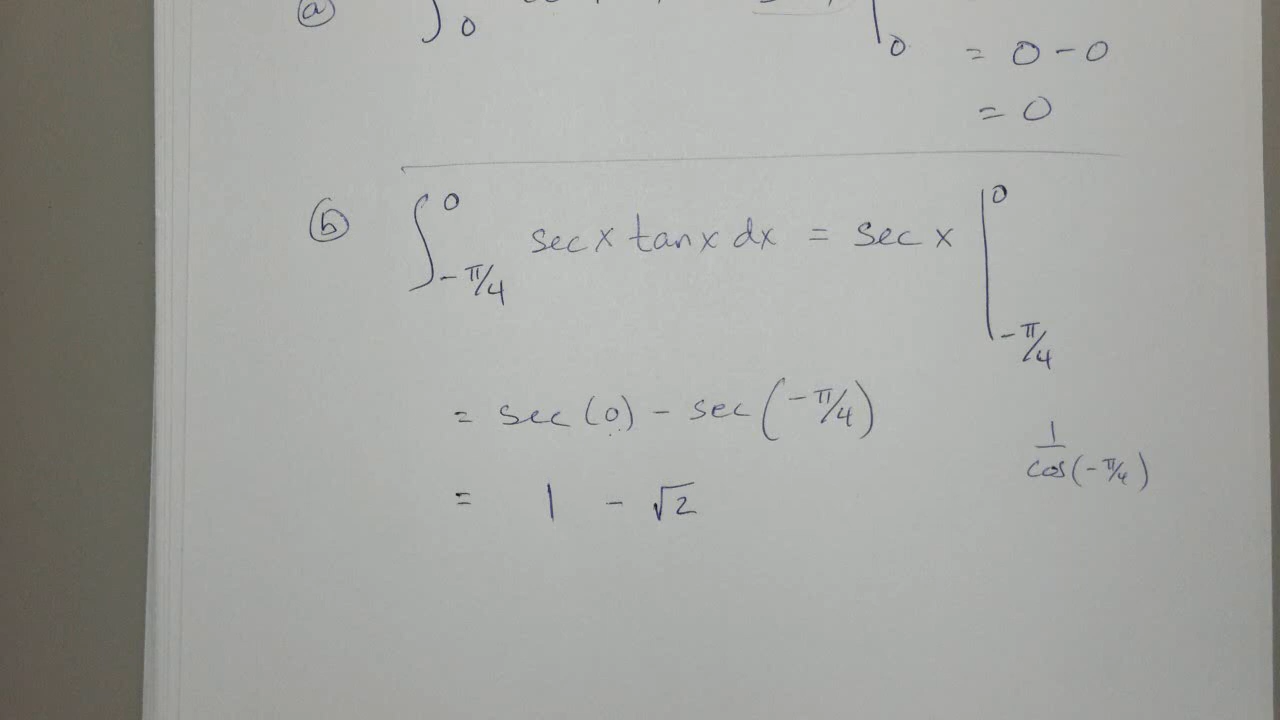 ⓐ ∫ 0 | 0
= 0 - 0
= 0
ⓑ ∫_{-π/4}^{0} sec x tan x dx = sec x |_{-π/4}^{0}
= sec (0) - sec (-π/4)
1/cos(-π/4)
= 1 - √2